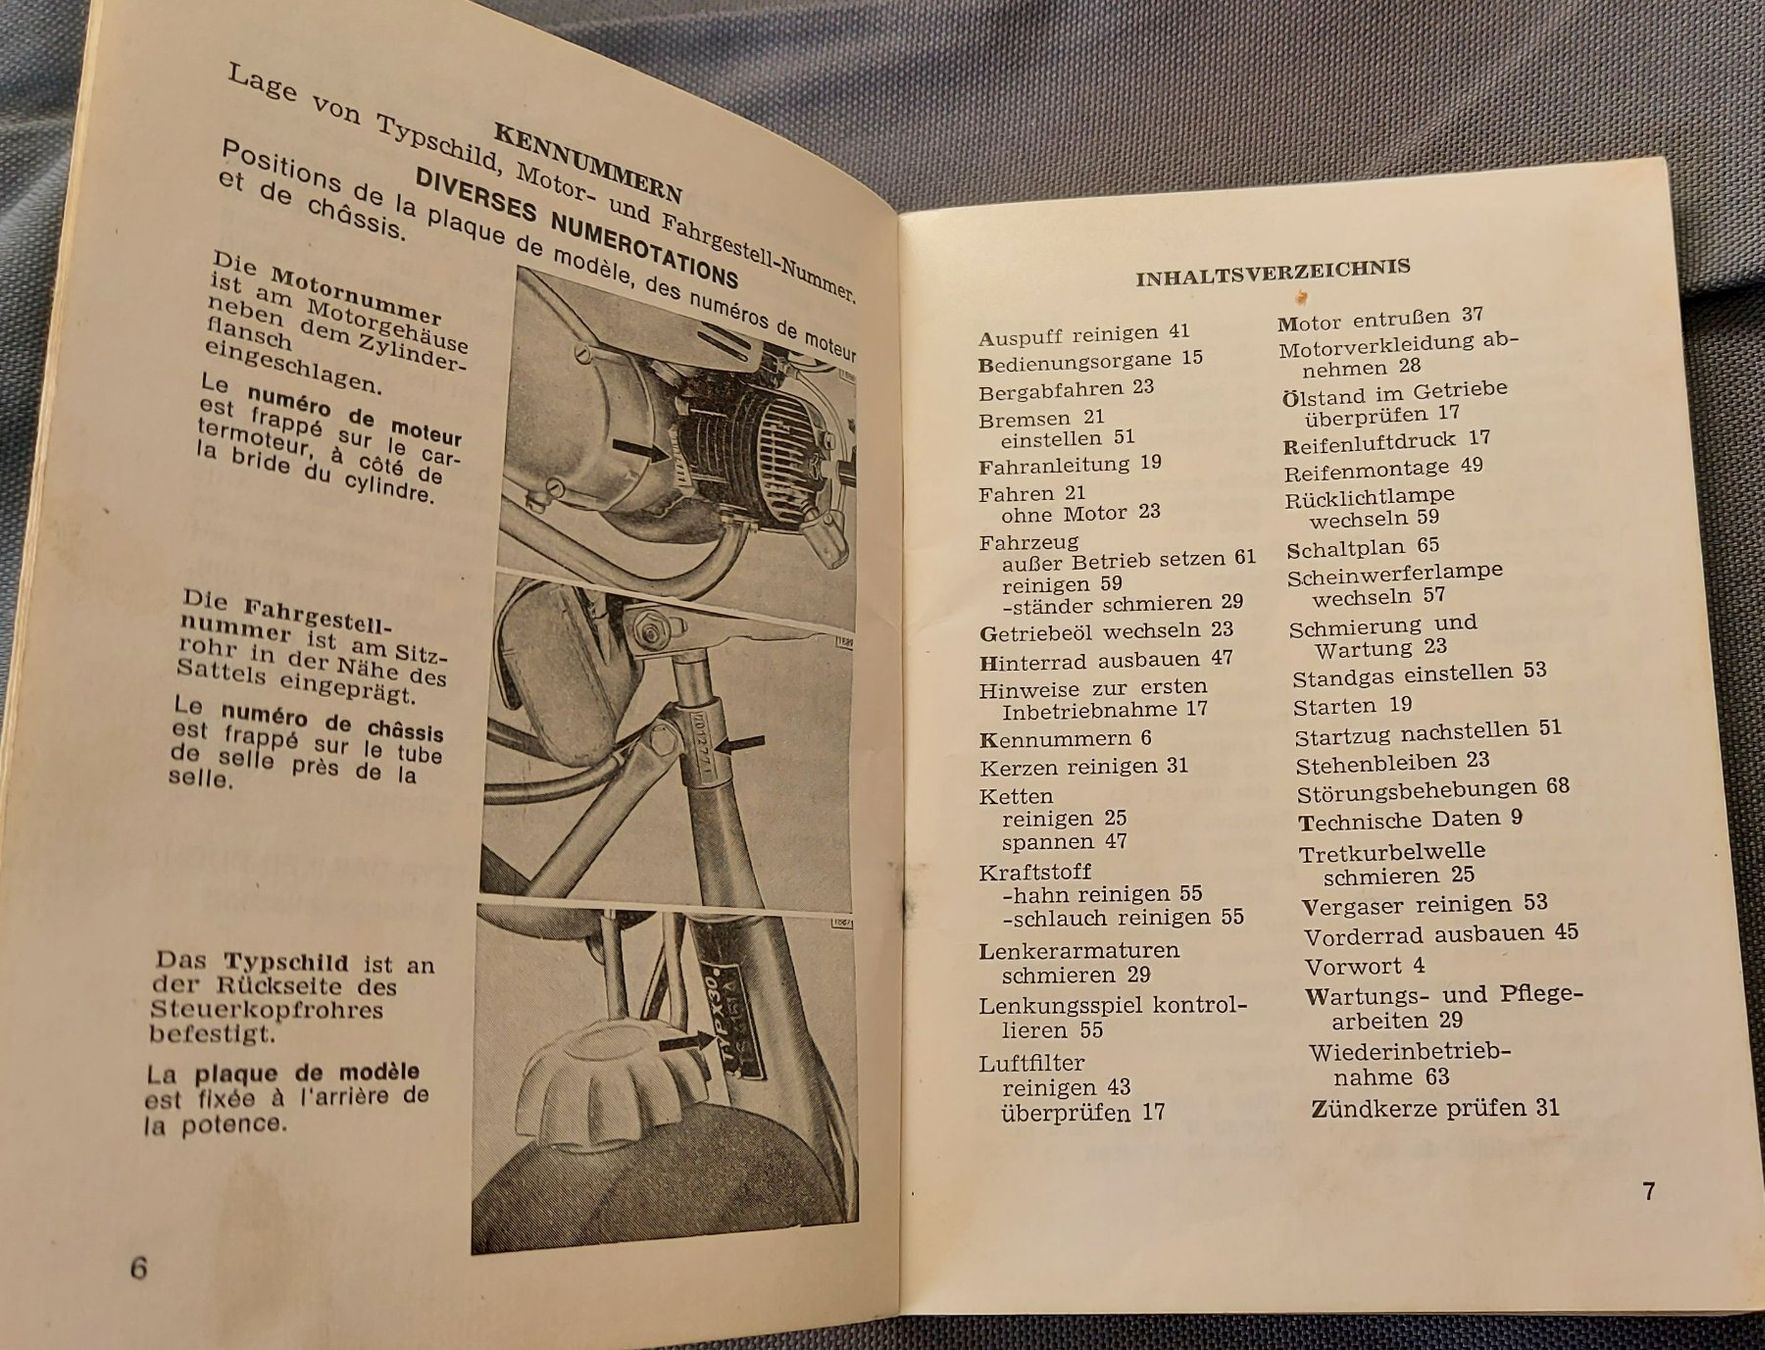 KENNUMMERN
Lage von Typschild, Motor- und Fahrgestell-Nummer.
DIVERSES NUMEROTATIONS
Positions de la plaque de modèle, des numéros de moteur
et de châssis.
Die Motornummer
ist am Motorgehäuse
neben dem Zylinder-
flansch
eingeschlagen.
Le numéro de moteur
est frappé sur le car-
termoteur, à côté de
la bride du cylindre.
Die Fahrgestell-
nummer ist am Sitz-
rohr in der Nähe des
Sattels eingeprägt.
Le numéro de châssis
est frappé sur le tube
de selle près de la
selle.
Das Typschild ist an
der Rückseite des
Steuerkopfrohres
befestigt.
La plaque de modèle
est fixée à l'arrière de
la potence.
TYP X30
6
INHALTSVERZEICHNIS
Auspuff reinigen 41
Bedienungsorgane 15
Bergabfahren 23
Bremsen 21
einstellen 51
Fahranleitung 19
Fahren 21
ohne Motor 23
Fahrzeug
außer Betrieb setzen 61
reinigen 59
-ständer schmieren 29
Getriebeöl wechseln 23
Hinterrad ausbauen 47
Hinweise zur ersten
Inbetriebnahme 17
Kennummern 6
Kerzen reinigen 31
Ketten
reinigen 25
spannen 47
Kraftstoff
-hahn reinigen 55
-schlauch reinigen 55
Lenkerarmaturen
schmieren 29
Lenkungsspiel kontrol-
lieren 55
Luftfilter
reinigen 43
überprüfen 17
Motor entrußen 37
Motorverkleidung ab-
nehmen 28
Ölstand im Getriebe
überprüfen 17
Reifenluftdruck 17
Reifenmontage 49
Rücklichtlampe
wechseln 59
Schaltplan 65
Scheinwerferlampe
wechseln 57
Schmierung und
Wartung 23
Standgas einstellen 53
Starten 19
Startzug nachstellen 51
Stehenbleiben 23
Störungsbehebungen 68
Technische Daten 9
Tretkurbelwelle
schmieren 25
Vergaser reinigen 53
Vorderrad ausbauen 45
Vorwort 4
Wartungs- und Pflege-
arbeiten 29
Wiederinbetrieb-
nahme 63
Zündkerze prüfen 31
7